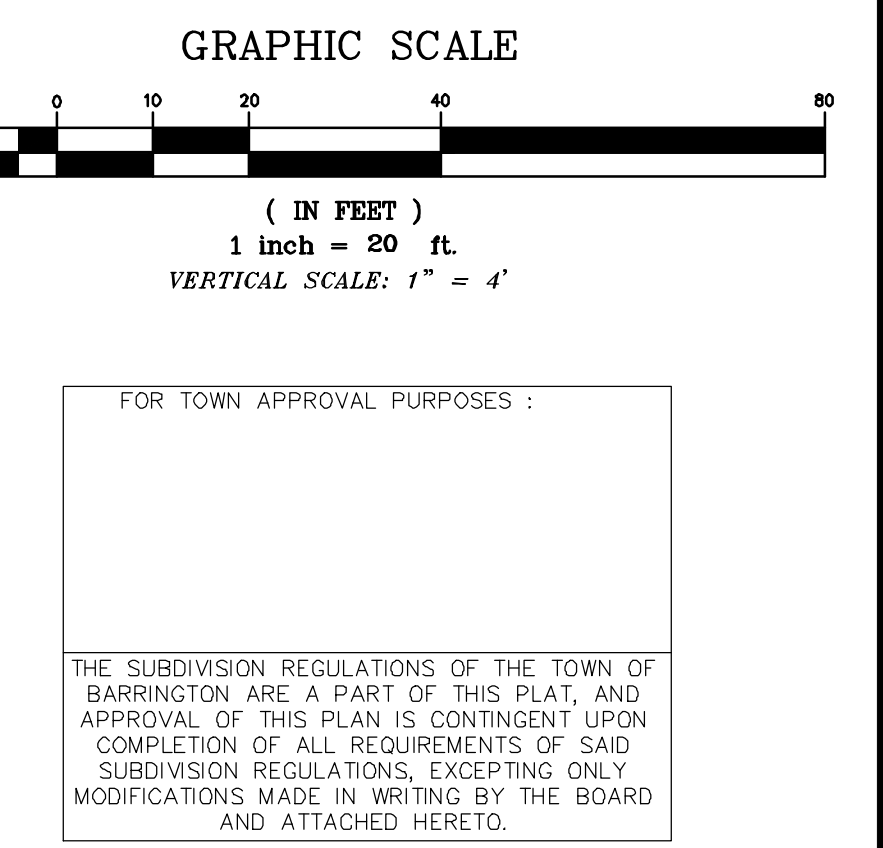 GRAPHIC SCALE
0 10 20 40 80
( IN FEET )
1 inch = 20 ft.
VERTICAL SCALE: 1" = 4'
FOR TOWN APPROVAL PURPOSES :
THE SUBDIVISION REGULATIONS OF THE TOWN OF
BARRINGTON ARE A PART OF THIS PLAT, AND
APPROVAL OF THIS PLAN IS CONTINGENT UPON
COMPLETION OF ALL REQUIREMENTS OF SAID
SUBDIVISION REGULATIONS, EXCEPTING ONLY
MODIFICATIONS MADE IN WRITING BY THE BOARD
AND ATTACHED HERETO.